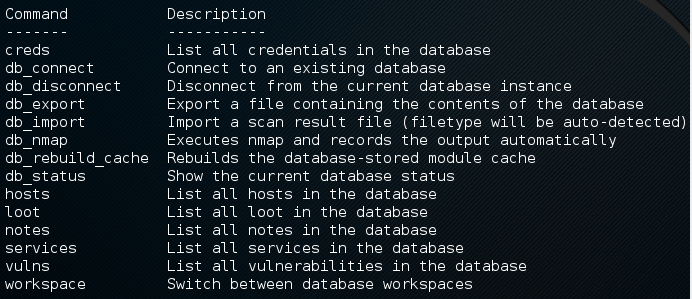 Command Description
------- -----------
creds List all credentials in the database
db_connect Connect to an existing database
db_disconnect Disconnect from the current database instance
db_export Export a file containing the contents of the database
db_import Import a scan result file (filetype will be auto-detected)
db_nmap Executes nmap and records the output automatically
db_rebuild_cache Rebuilds the database-stored module cache
db_status Show the current database status
hosts List all hosts in the database
loot List all loot in the database
notes List all notes in the database
services List all services in the database
vulns List all vulnerabilities in the database
workspace Switch between database workspaces